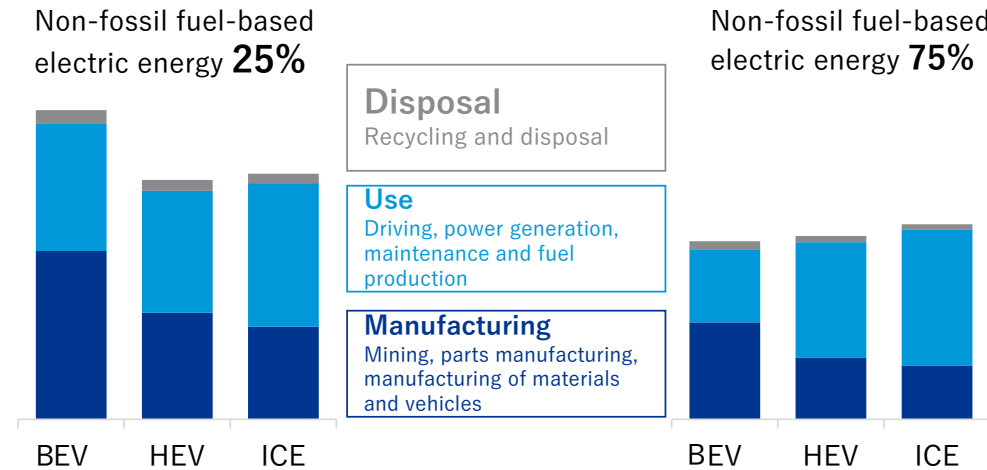 Non-fossil fuel-based
electric energy 25%
Non-fossil fuel-based
electric energy 75%
Disposal
Recycling and disposal
Use
Driving, power generation,
maintenance and fuel
production
Manufacturing
Mining, parts manufacturing,
manufacturing of materials
and vehicles
BEV
HEV
ICE
BEV
HEV
ICE